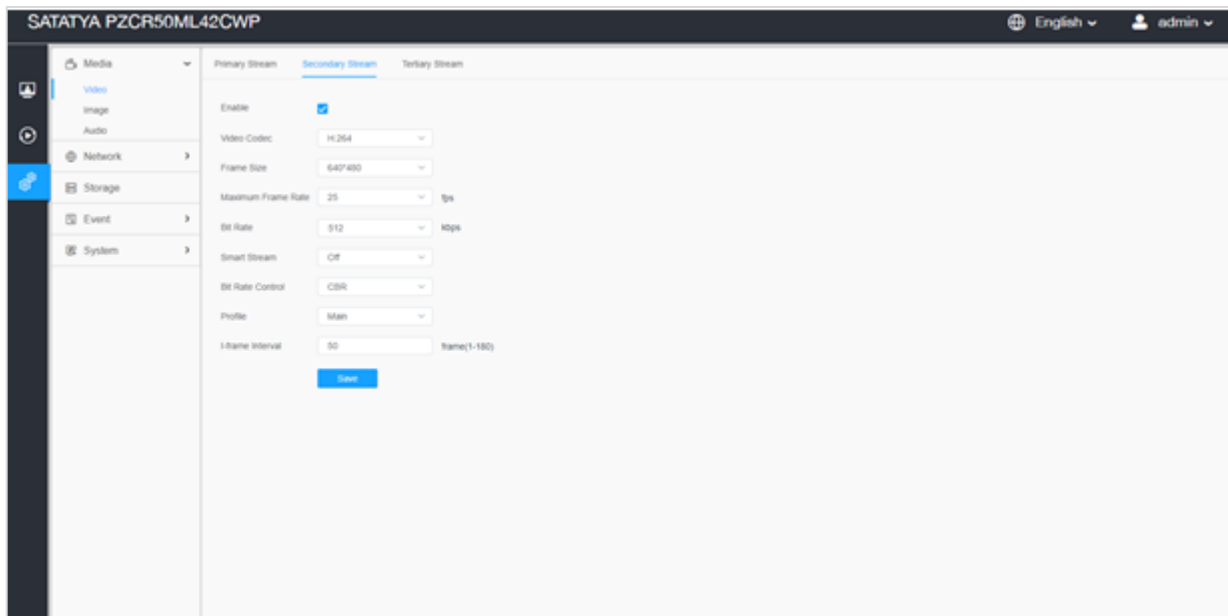 SATATYA PZCR50ML42CWP English admin
Media
Video
Image
Audio
Network
Storage
Event
System
Primary Stream Secondary Stream Tertiary Stream
Enable
Video Codec H.264
Frame Size 640*480
Maximum Frame Rate 25 fps
Bit Rate 512 kbps
Smart Stream Off
Bit Rate Control CBR
Profile Main
I-frame Interval 50 frame(1-180)
Save